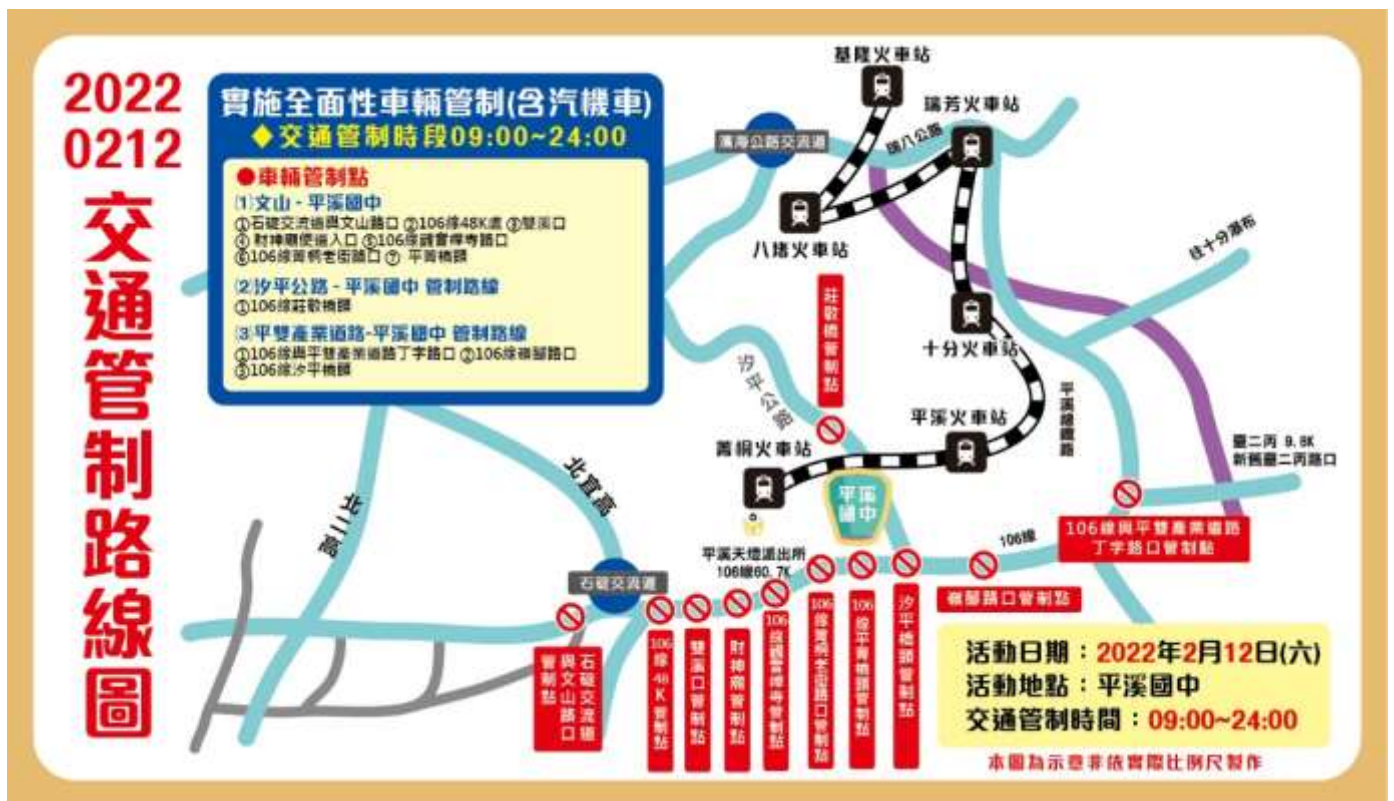 2022
0212
交通管制路線圖
實施全面性車輛管制(含汽機車)
◆交通管制時段09:00~24:00
●車輛管制點
(1)文山 - 平溪國中
①石碇交流道與文山路口 ②106線48K處 ③雙溪口
④ 財神廟便道入口 ⑤106線觀音禪寺路口
⑥106線菁桐老街路口 ⑦ 平菁橋頭
(2)汐平公路 - 平溪國中 管制路線
①106線莊敬橋頭
(3)平雙產業道路-平溪國中 管制路線
①106線與平雙產業道路丁字路口 ②106線嶺腳路口
③106線汐平橋頭
基隆火車站
瑞芳火車站
濱海公路交流道
瑞八公路
八堵火車站
往十分瀑布
莊敬橋管制點
十分火車站
汐平公路
平溪線鐵路
平溪火車站
菁桐火車站
臺二丙 9.8K
新舊臺二丙路口
平溪
國中
北二高
北宜高
106線與平雙產業道路
丁字路口管制點
106線
平溪天燈派出所
106線60.7K
石碇交流道
嶺腳路口管制點
石碇交流道
與文山路口
管制點
106線48K管制點
雙溪口管制點
財神廟管制點
106線觀音禪寺管制點
106線菁桐老街路口管制點
106線平菁橋頭管制點
汐平橋頭管制點
活動日期：2022年2月12日(六)
活動地點：平溪國中
交通管制時間：09:00~24:00
本圖為示意非依實際比例尺製作